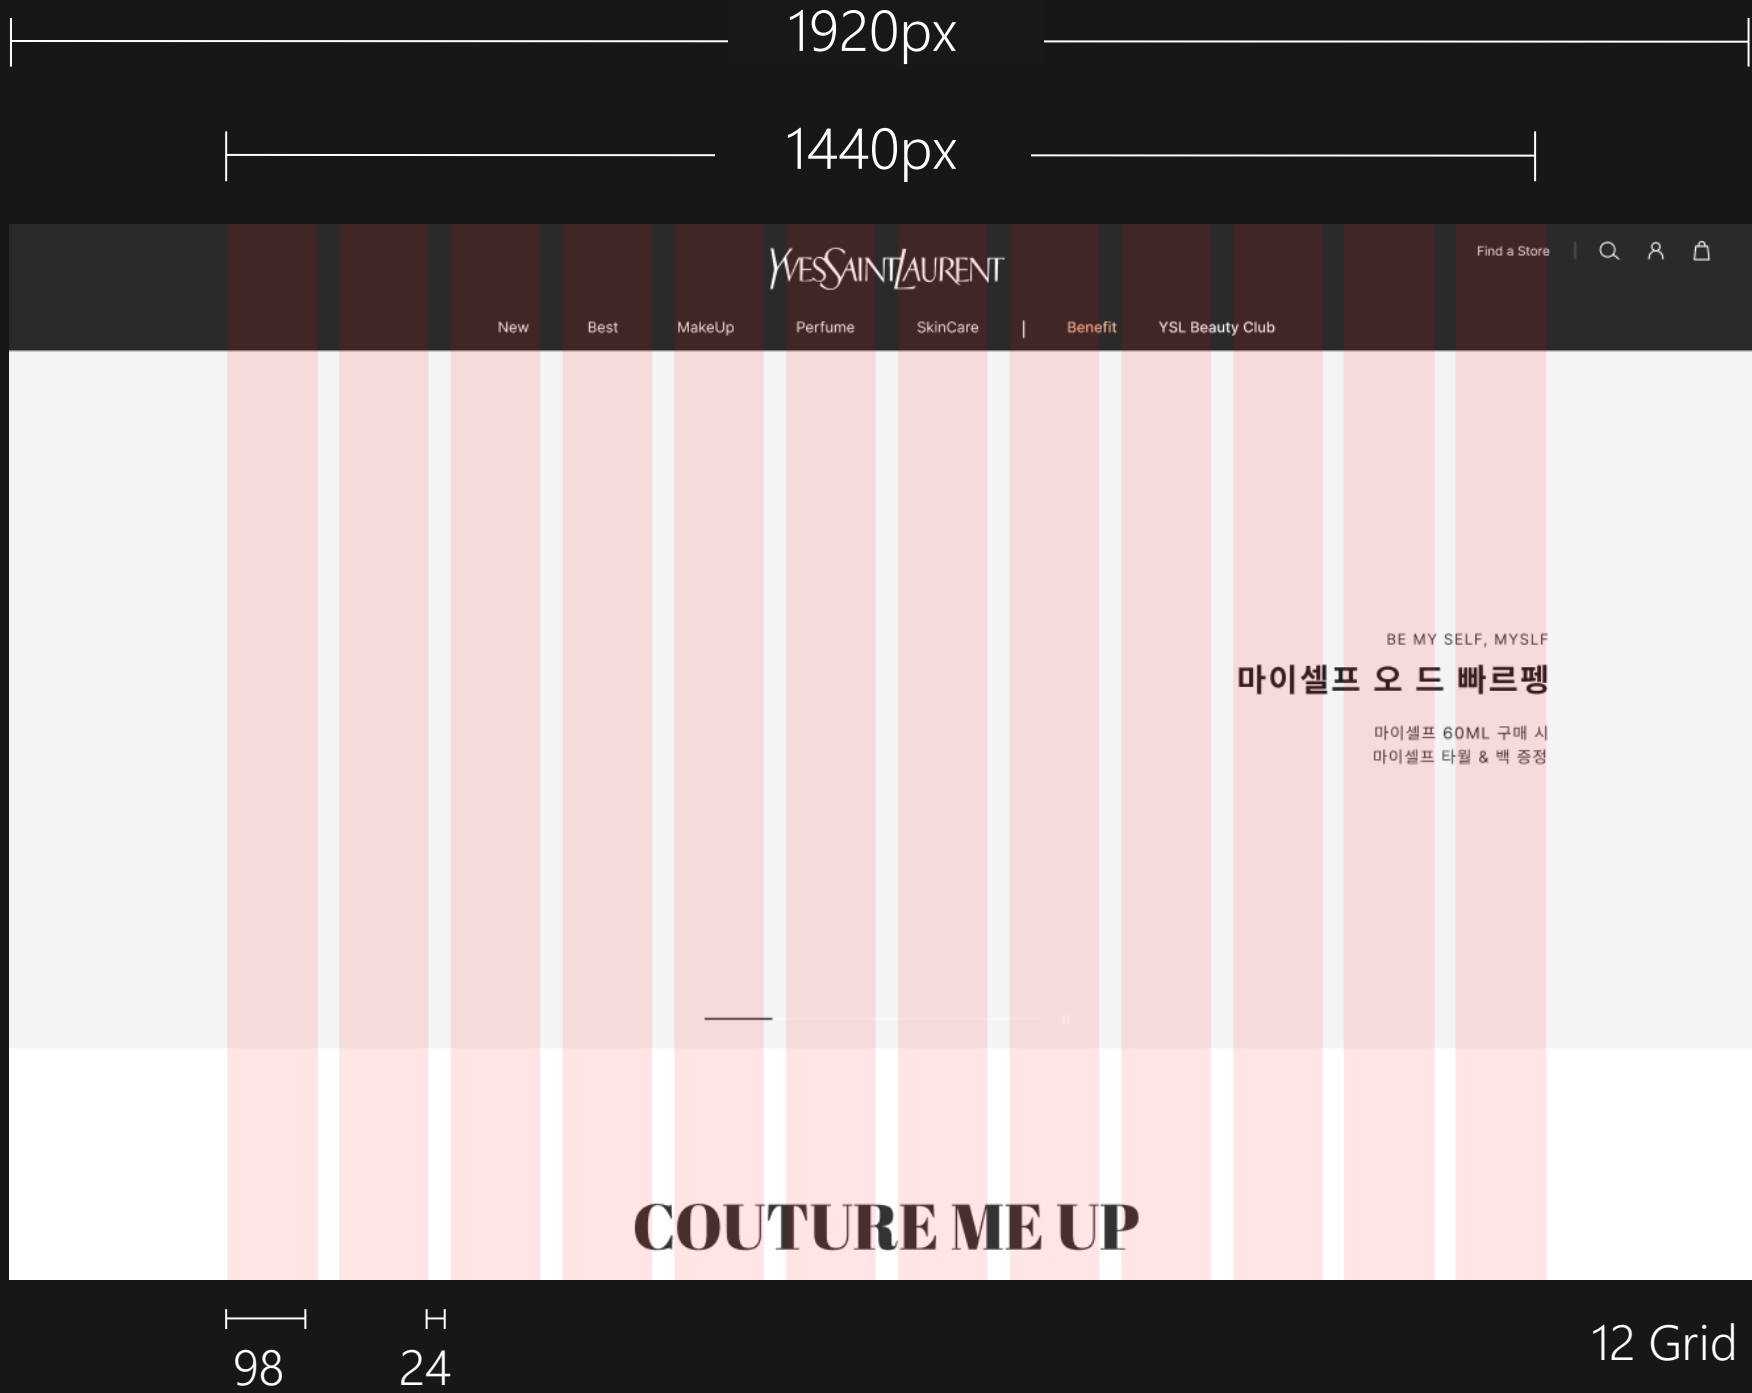 1920px
1440px
YVESSAINTLAURENT
Find a Store
New Best MakeUp Perfume SkinCare | Benefit YSL Beauty Club
BE MY SELF, MYSLF
마이셀프 오 드 빠르펭
마이셀프 60ML 구매 시
마이셀프 타월 & 백 증정
COUTURE ME UP
98
24
12 Grid